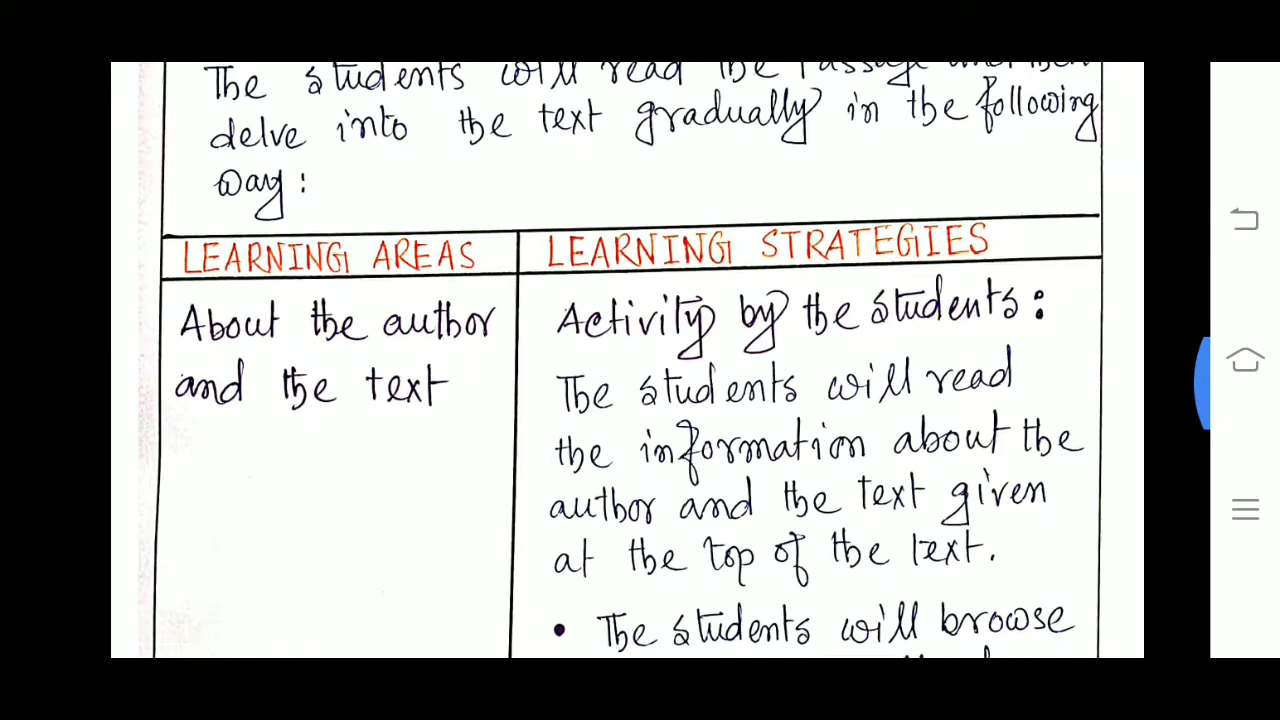 The students will read the Passage and then
delve into the text gradually in the following
way:
LEARNING AREAS
LEARNING STRATEGIES
About the author
and the text
Activity by the students:
The students will read
the information about the
author and the text given
at the top of the text.
• The students will browse